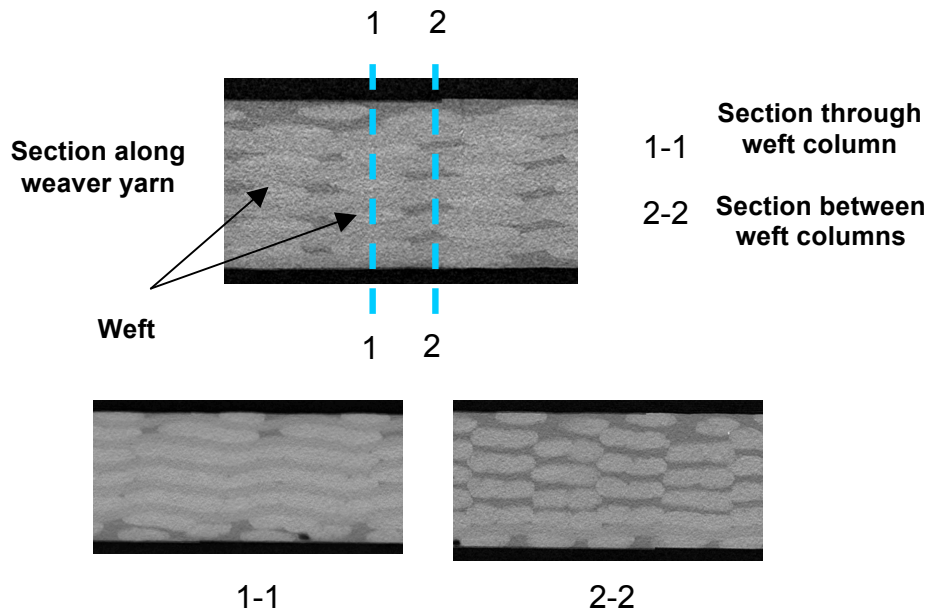 1 2
Section along
weaver yarn
1-1
Section through
weft column
2-2
Section between
weft columns
Weft
1 2
1-1 2-2